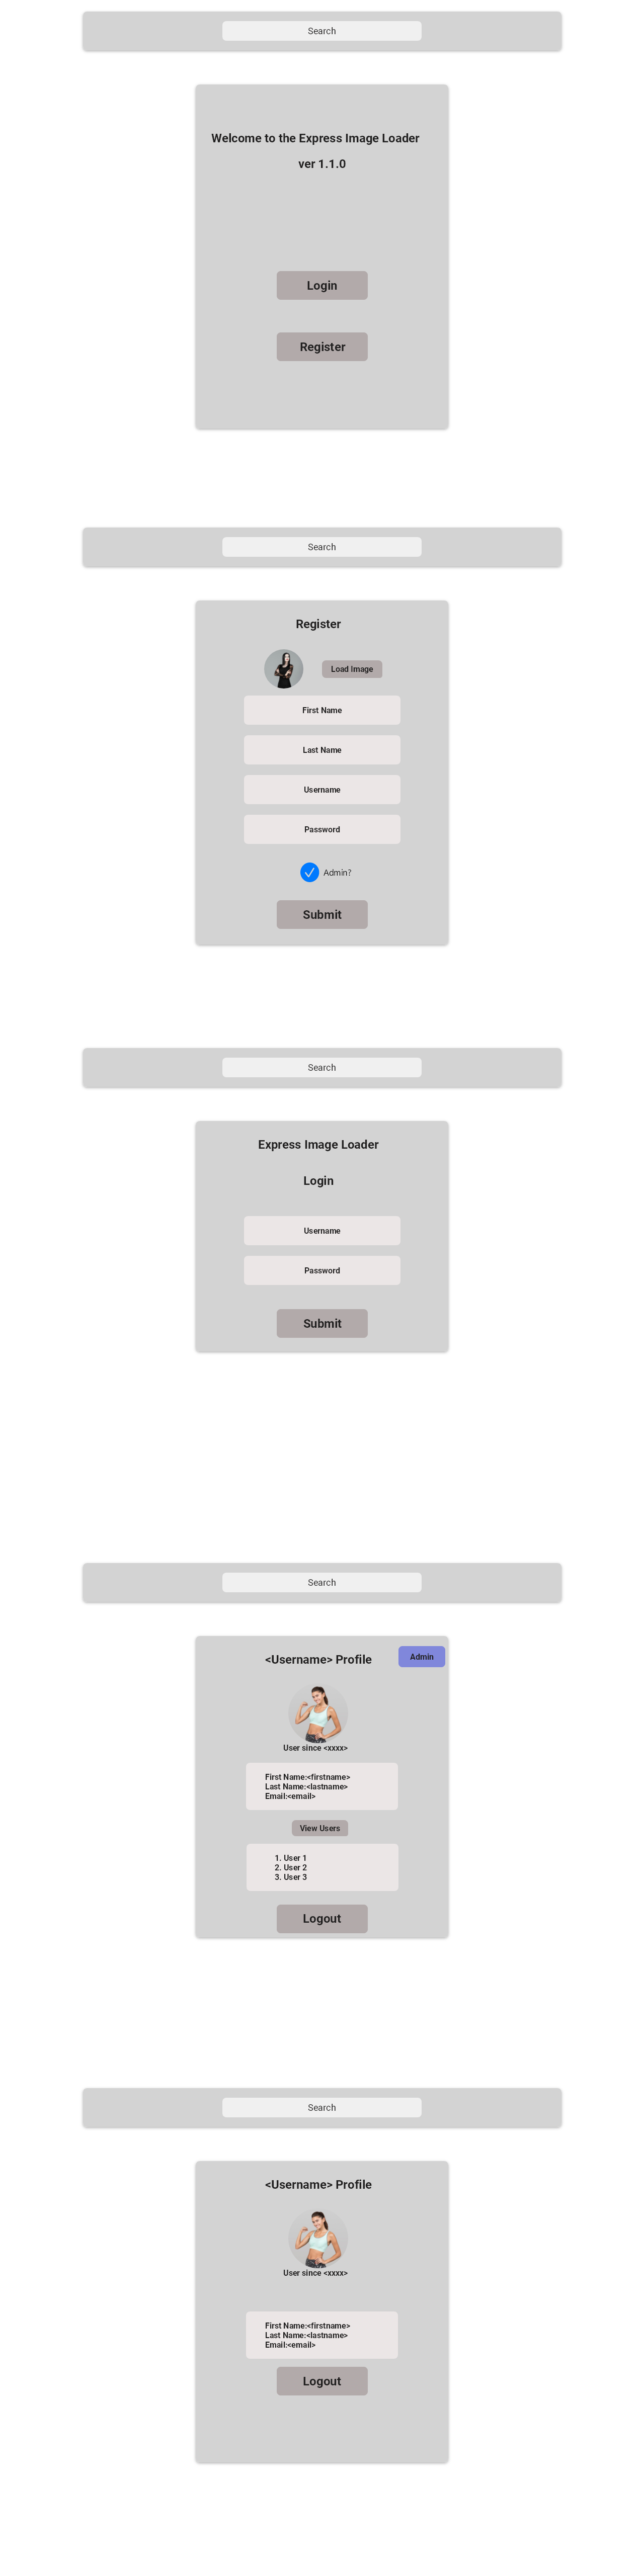 Search
Welcome to the Express Image Loader
ver 1.1.0
Login
Register
Search
Register
Load Image
First Name
Last Name
Username
Password
Admin?
Submit
Search
Express Image Loader
Login
Username
Password
Submit
Search
<Username> Profile
Admin
User since <xxxx>
First Name:<firstname>
Last Name:<lastname>
Email:<email>
View Users
1. User 1
2. User 2
3. User 3
Logout
Search
<Username> Profile
User since <xxxx>
First Name:<firstname>
Last Name:<lastname>
Email:<email>
Logout